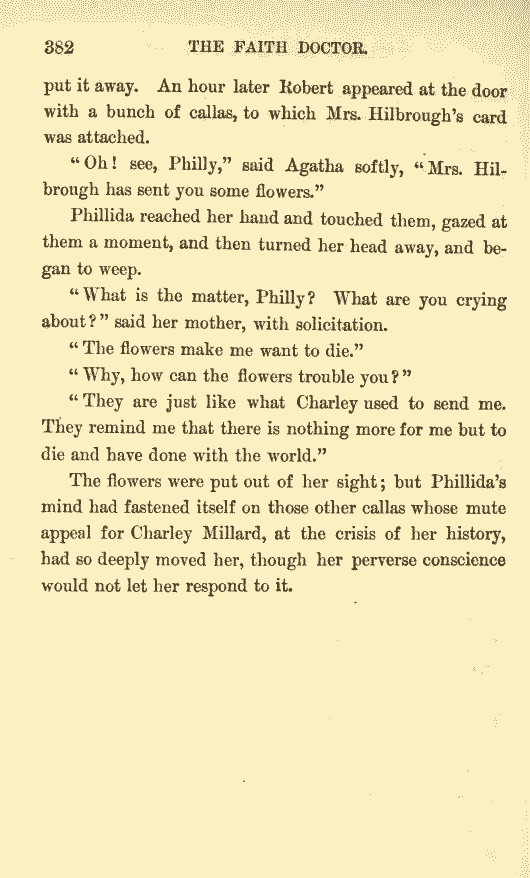 382 THE FAITH DOCTOR.
put it away. An hour later Robert appeared at the door
with a bunch of callas, to which Mrs. Hilbrough's card
was attached.
"Oh! see, Philly," said Agatha softly, "Mrs. Hil-
brough has sent you some flowers."
Phillida reached her hand and touched them, gazed at
them a moment, and then turned her head away, and be-
gan to weep.
"What is the matter, Philly? What are you crying
about?" said her mother, with solicitation.
"The flowers make me want to die."
"Why, how can the flowers trouble you?"
"They are just like what Charley used to send me.
They remind me that there is nothing more for me but to
die and have done with the world."
The flowers were put out of her sight; but Phillida's
mind had fastened itself on those other callas whose mute
appeal for Charley Millard, at the crisis of her history,
had so deeply moved her, though her perverse conscience
would not let her respond to it.